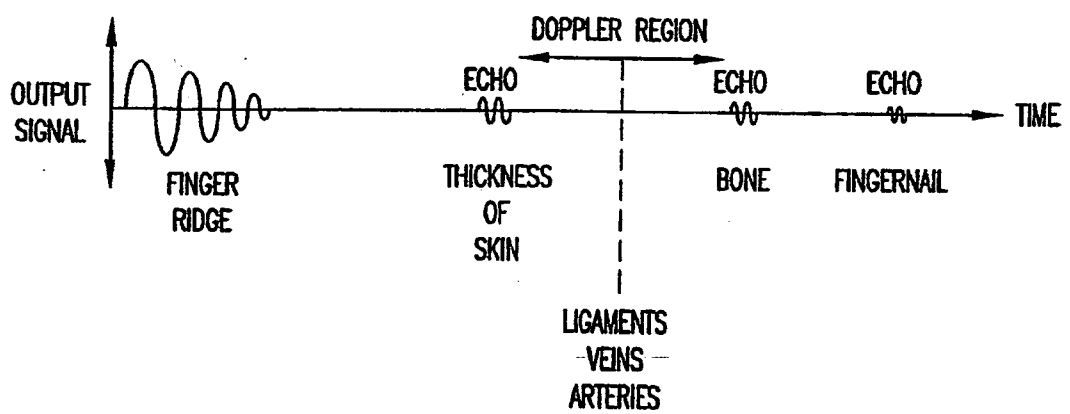 DOPPLER REGION
OUTPUT
SIGNAL
ECHO
ECHO
ECHO
TIME
FINGER
RIDGE
THICKNESS
OF
SKIN
BONE
FINGERNAIL
LIGAMENTS
VEINS
ARTERIES